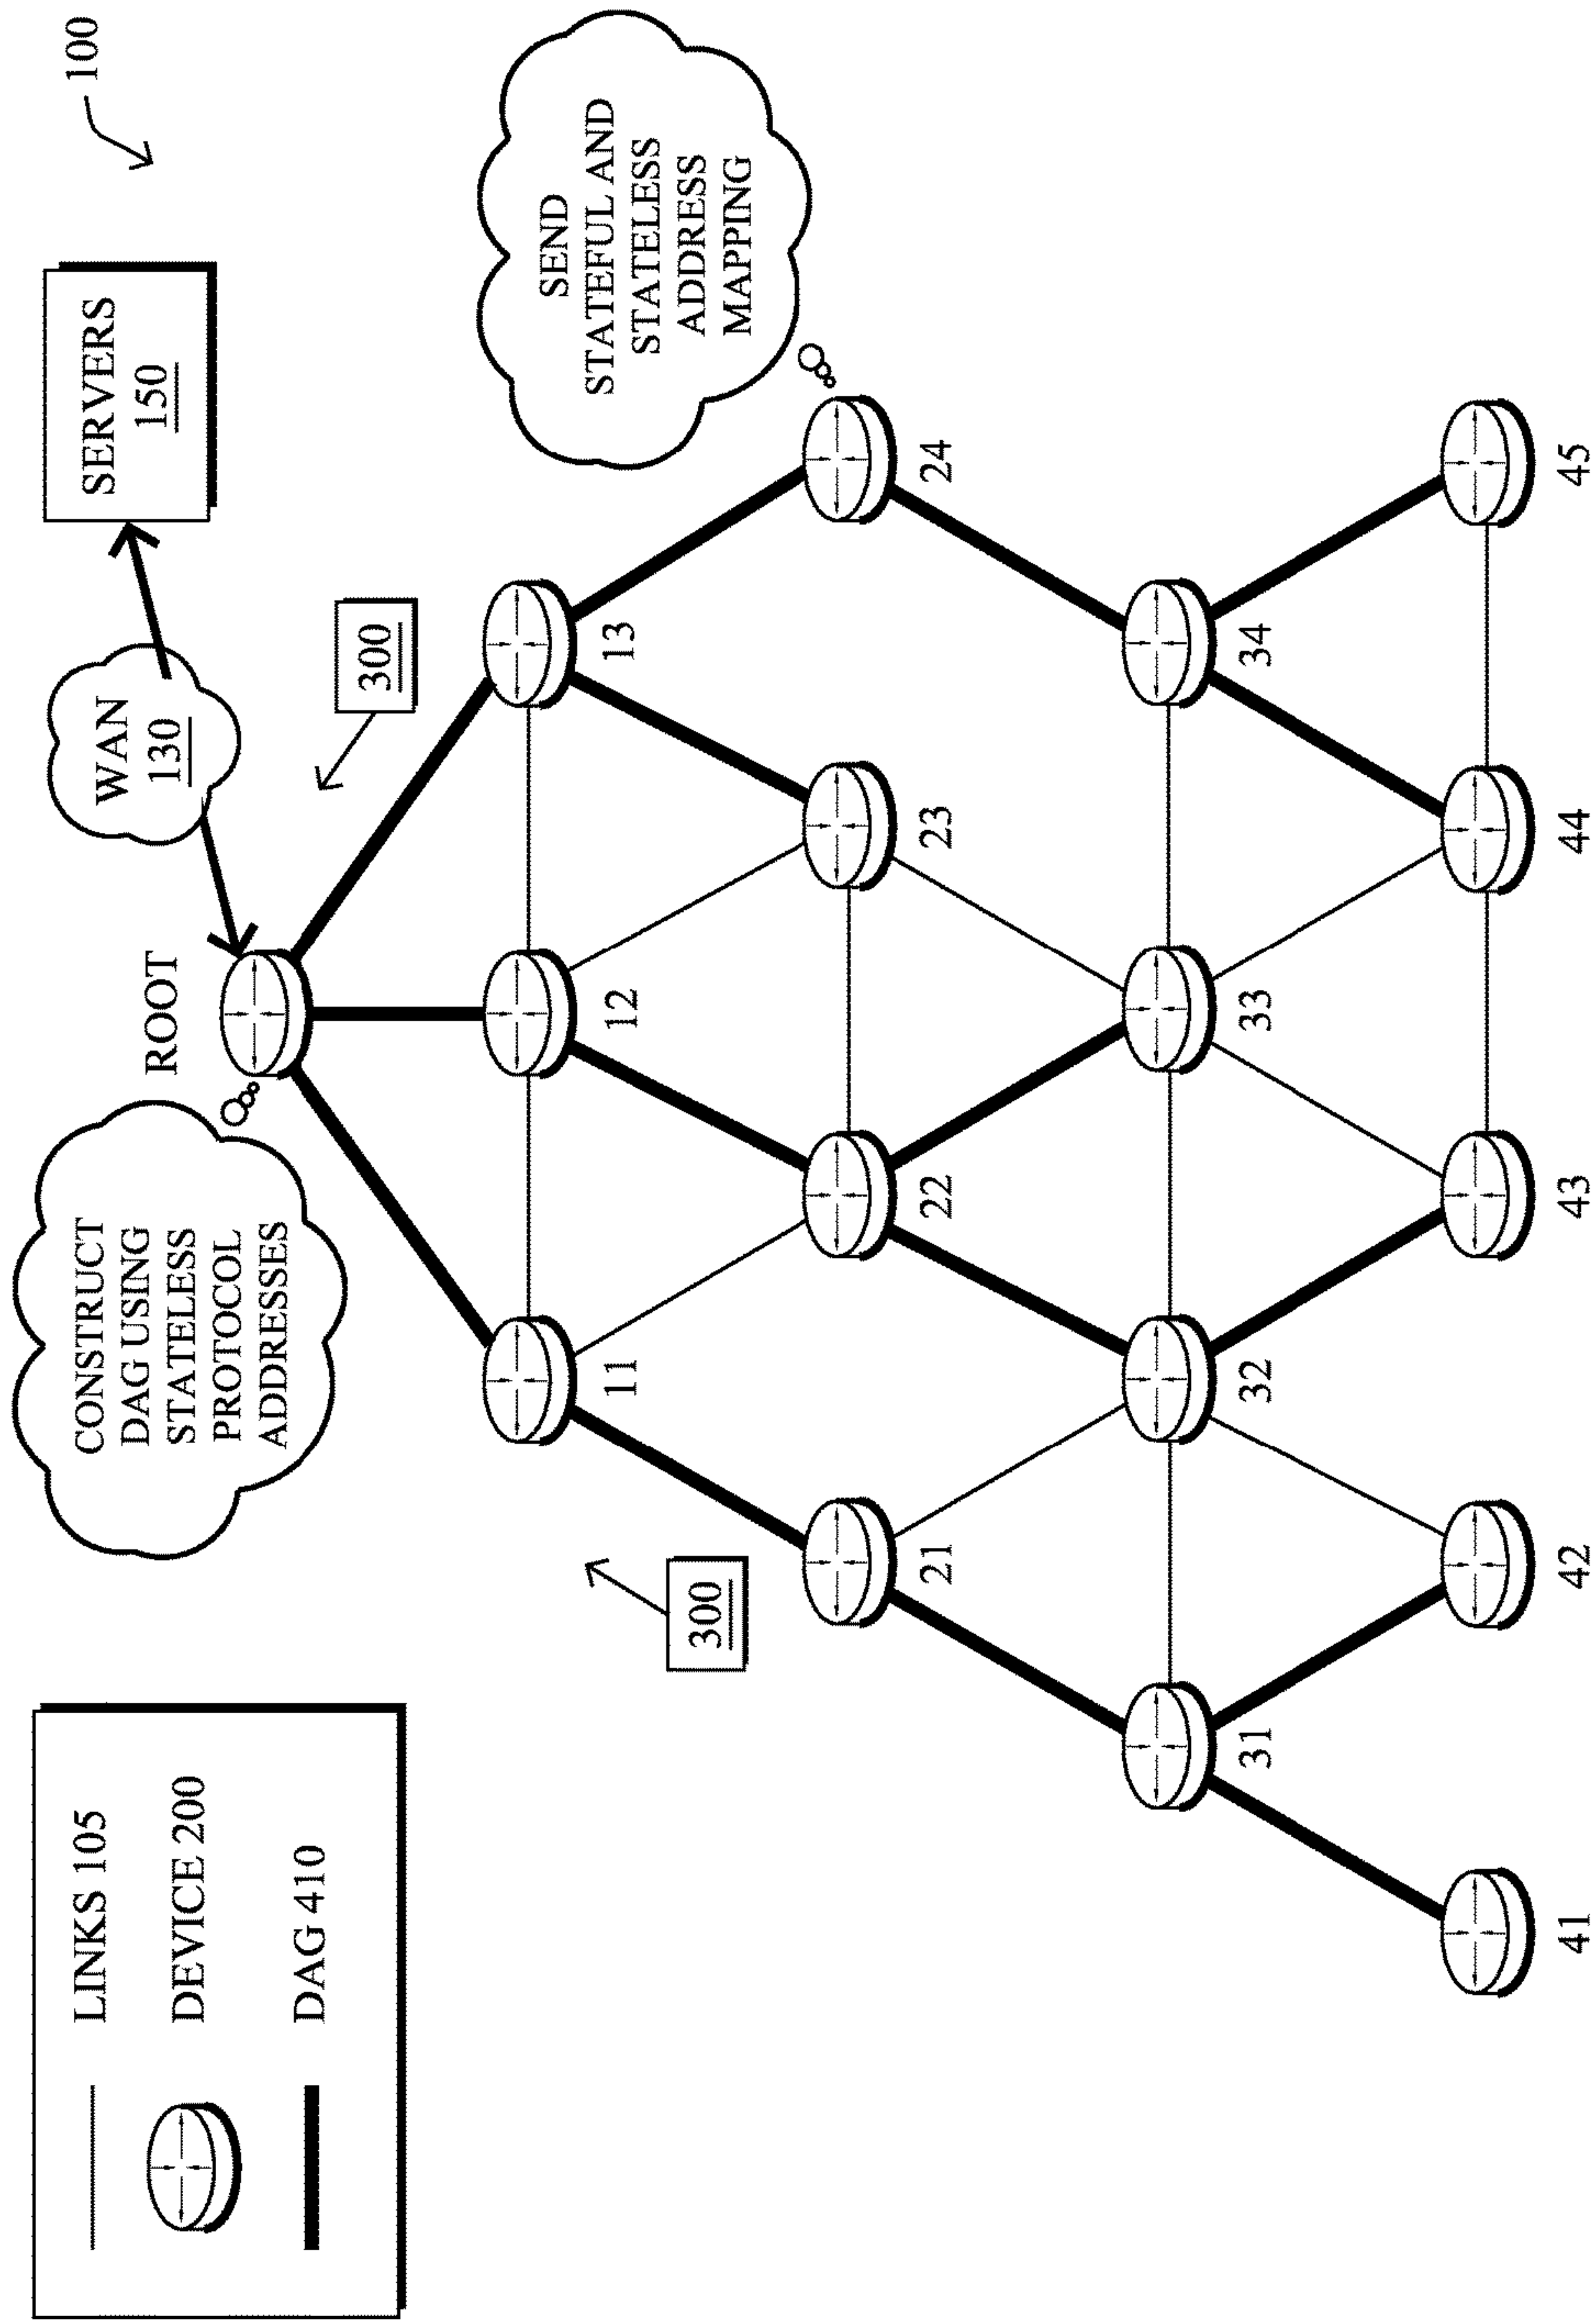 100
LINKS 105
DEVICE 200
DAG 410
CONSTRUCT
DAG USING
STATELESS
PROTOCOL
ADDRESSES
ROOT
WAN
130
SERVERS
150
300
300
SEND
STATEFUL AND
STATELESS
ADDRESS
MAPPING
11
12
13
21
22
23
24
31
32
33
34
41
42
43
44
45